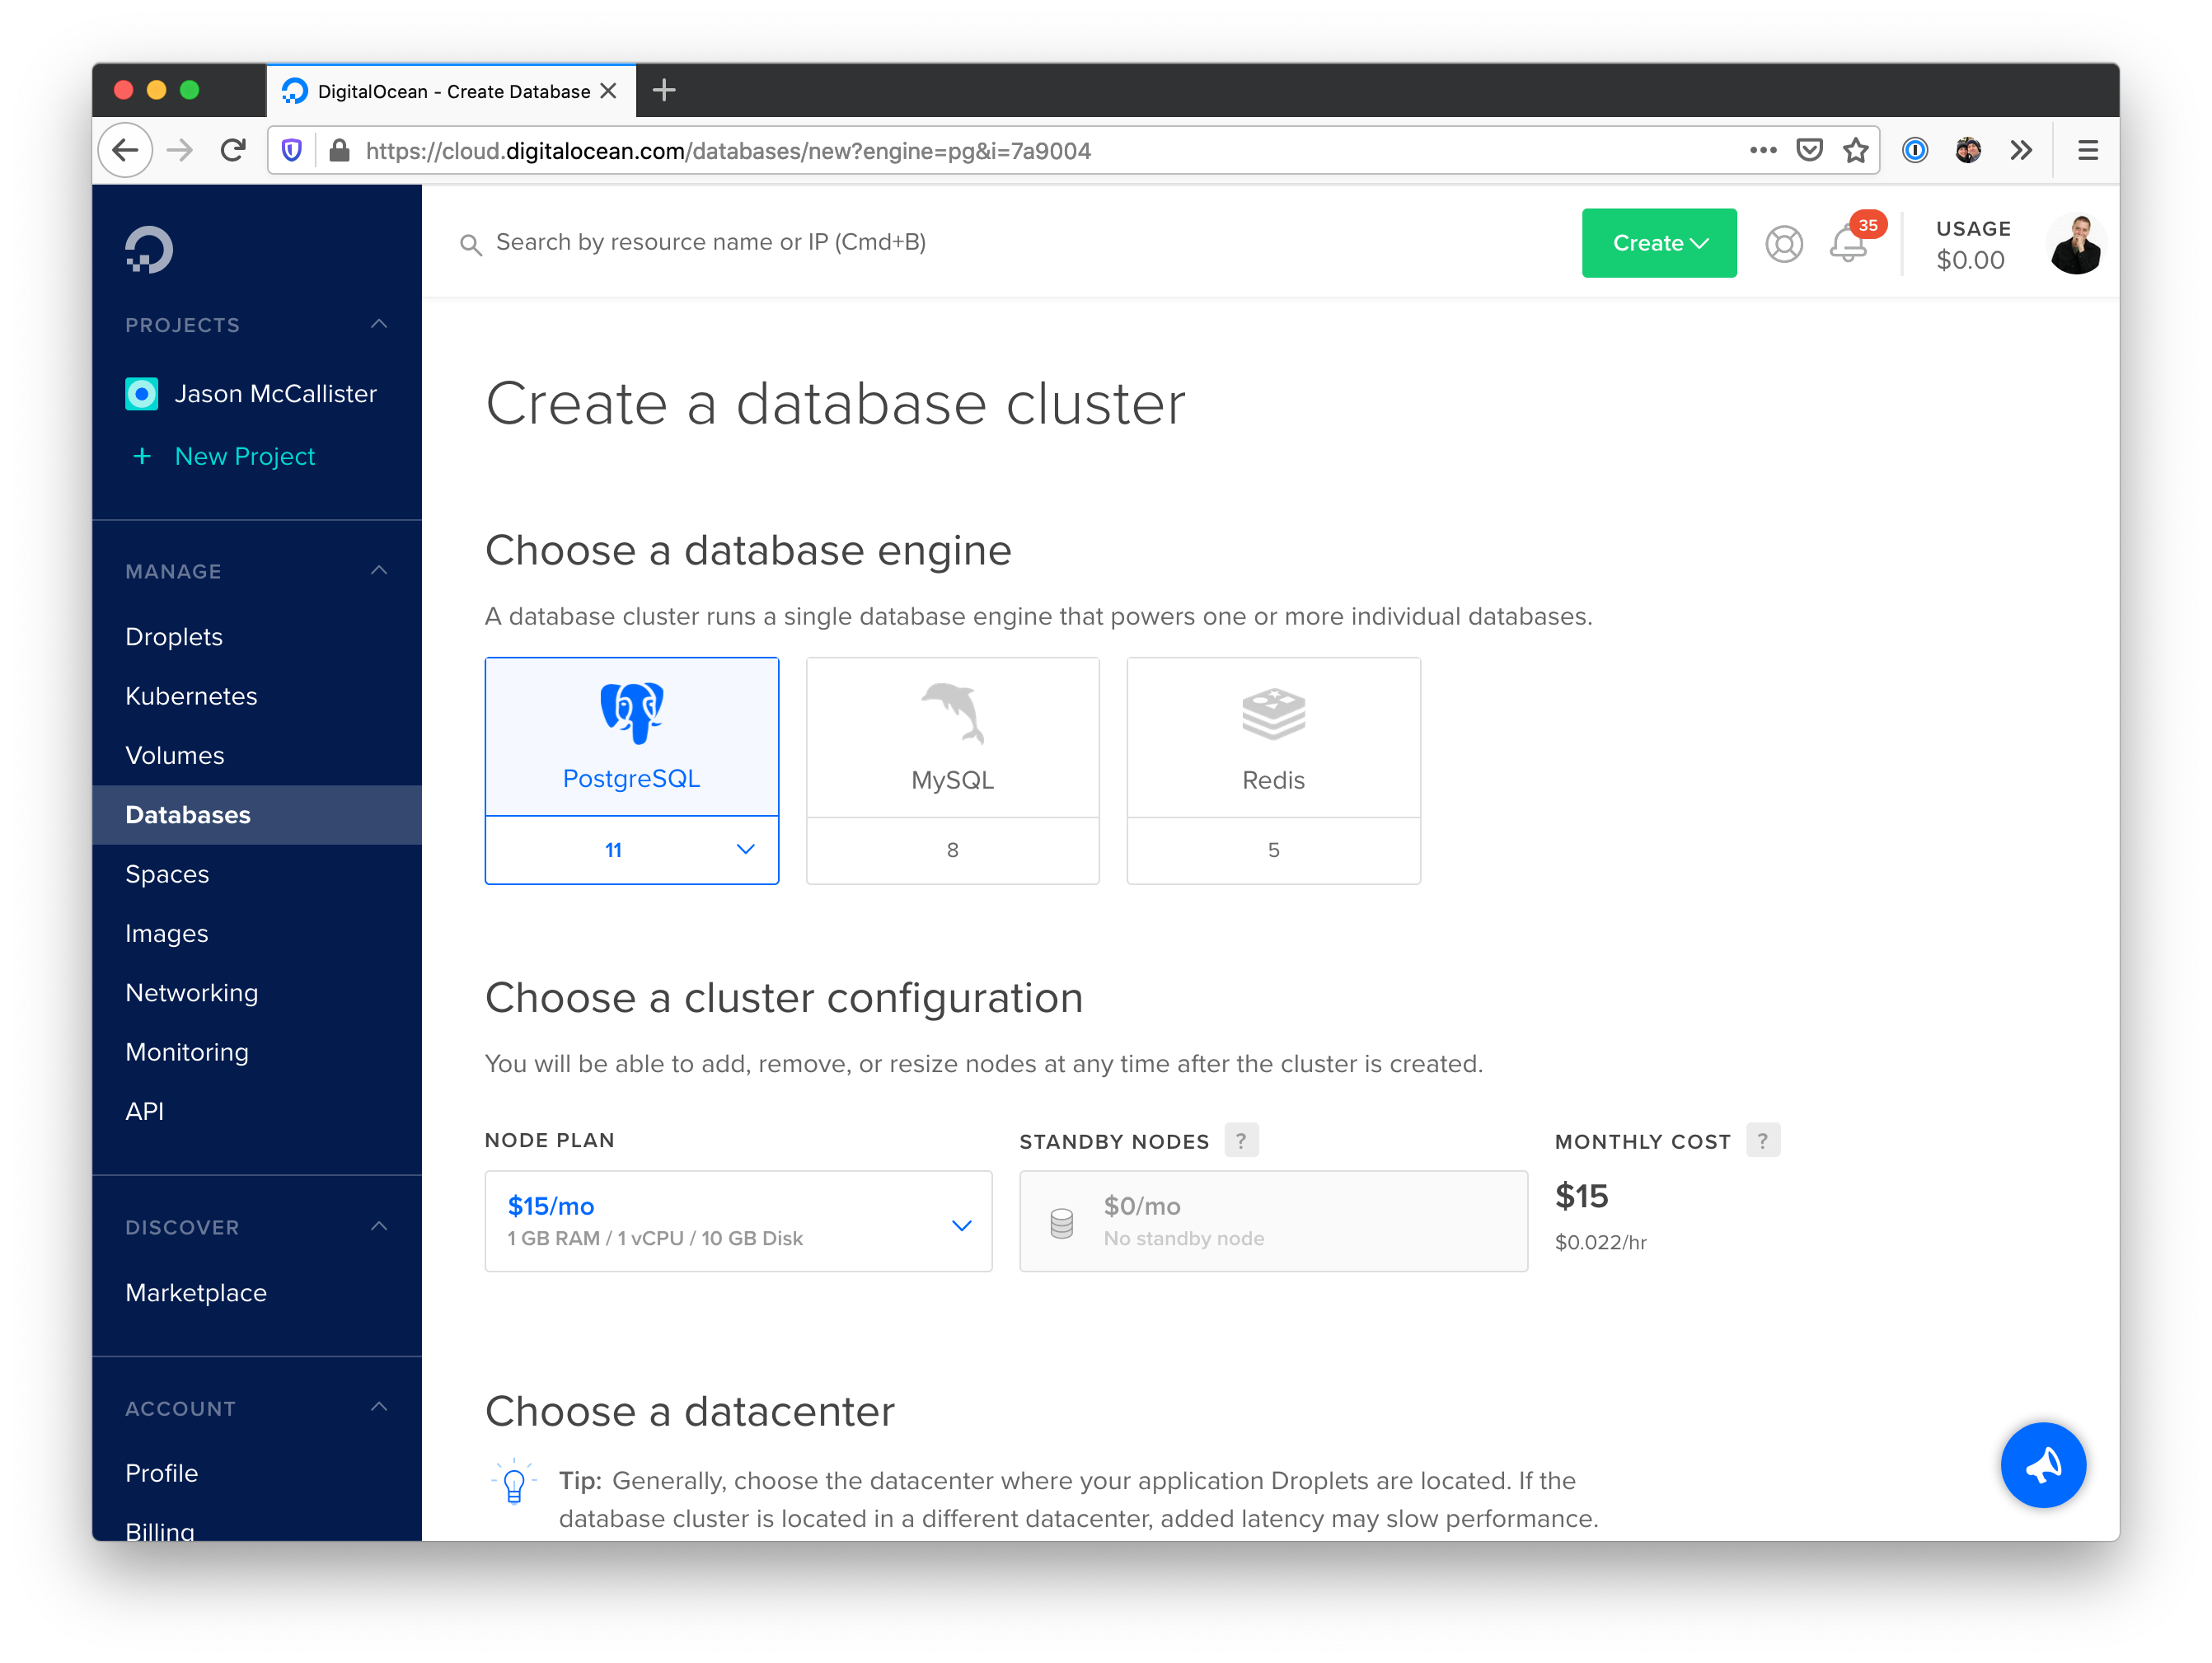 DigitalOcean - Create Database
https://cloud.digitalocean.com/databases/new?engine=pg&i=7a9004
Search by resource name or IP (Cmd+B)
Create
35
USAGE
$0.00
PROJECTS
Jason McCallister
+ New Project
MANAGE
Droplets
Kubernetes
Volumes
Databases
Spaces
Images
Networking
Monitoring
API
DISCOVER
Marketplace
ACCOUNT
Profile
Billing
Create a database cluster
Choose a database engine
A database cluster runs a single database engine that powers one or more individual databases.
PostgreSQL
11
MySQL
8
Redis
5
Choose a cluster configuration
You will be able to add, remove, or resize nodes at any time after the cluster is created.
NODE PLAN
$15/mo
1 GB RAM / 1 vCPU / 10 GB Disk
STANDBY NODES ?
$0/mo
No standby node
MONTHLY COST ?
$15
$0.022/hr
Choose a datacenter
Tip: Generally, choose the datacenter where your application Droplets are located. If the
database cluster is located in a different datacenter, added latency may slow performance.